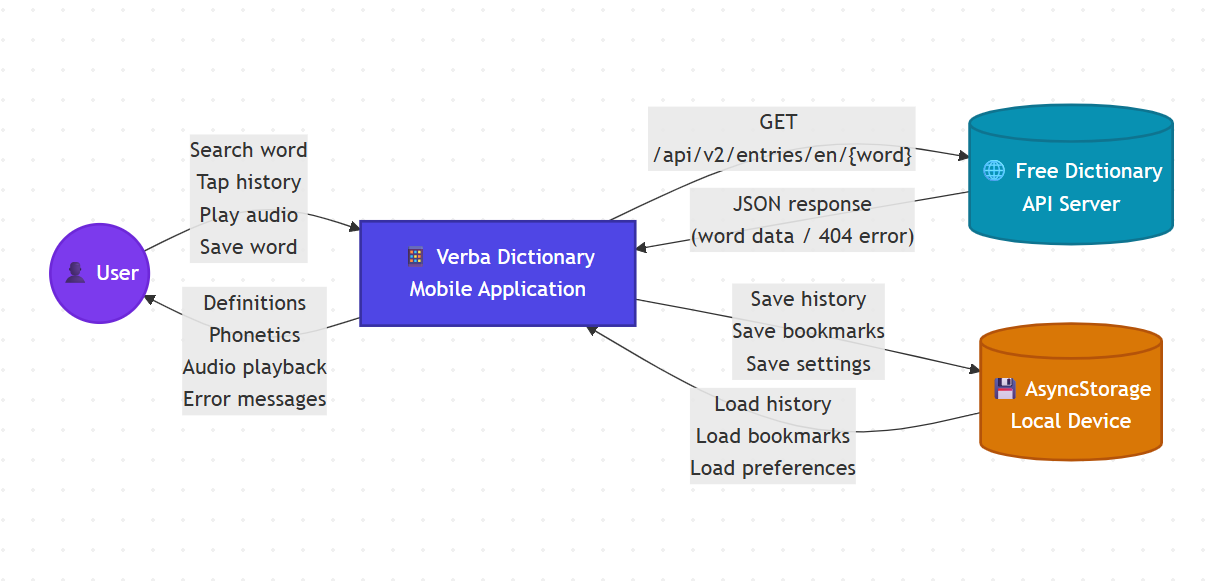 User
Search word
Tap history
Play audio
Save word
Definitions
Phonetics
Audio playback
Error messages
Verba Dictionary
Mobile Application
GET
/api/v2/entries/en/{word}
JSON response
(word data / 404 error)
Save history
Save bookmarks
Save settings
Load history
Load bookmarks
Load preferences
Free Dictionary
API Server
AsyncStorage
Local Device